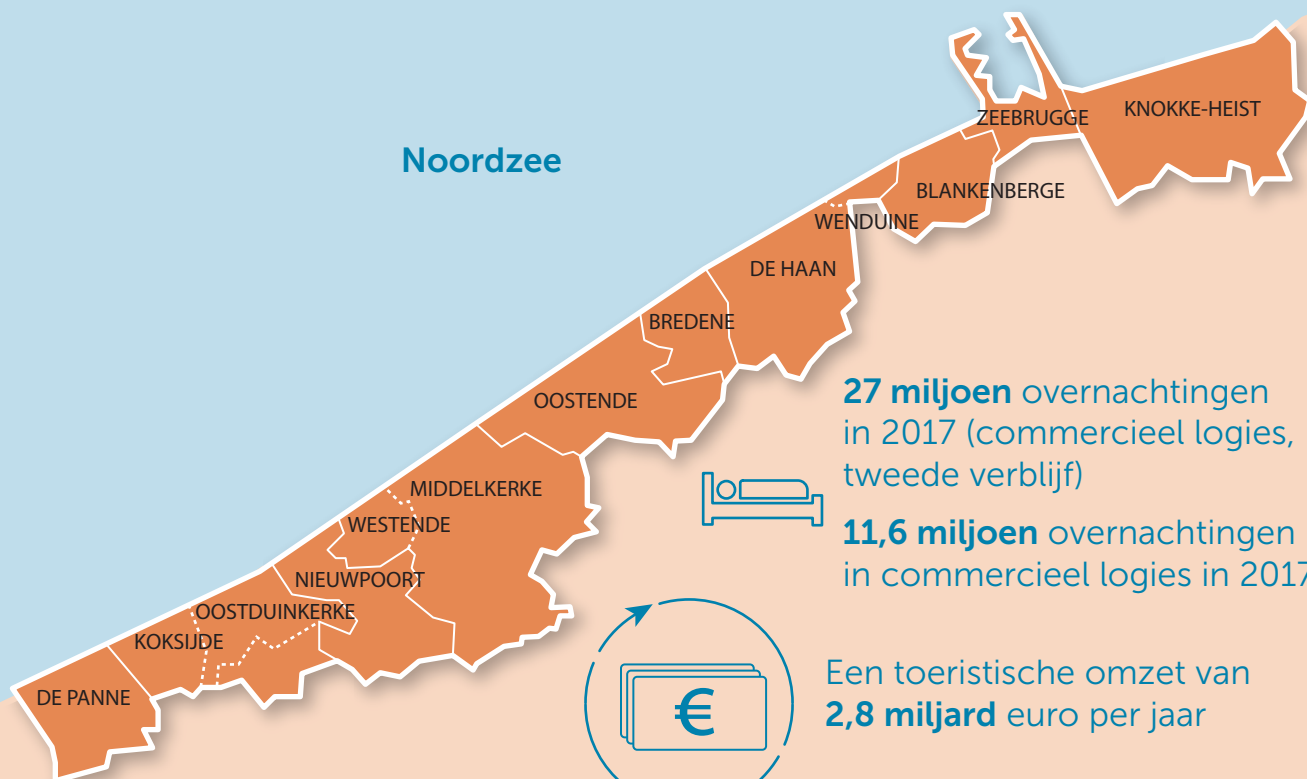 KNOKKE-HEIST
ZEEBRUGGE
Noordzee
BLANKENBERGE
WENDUINE
DE HAAN
BREDENE
OOSTENDE
MIDDELKERKE
WESTENDE
NIEUWPOORT
OOSTDUINKERKE
KOKSIJDE
DE PANNE
27 miljoen overnachtingen
in 2017 (commercieel logies,
tweede verblijf)
11,6 miljoen overnachtingen
in commercieel logies in 2017
€
Een toeristische omzet van
2,8 miljard euro per jaar